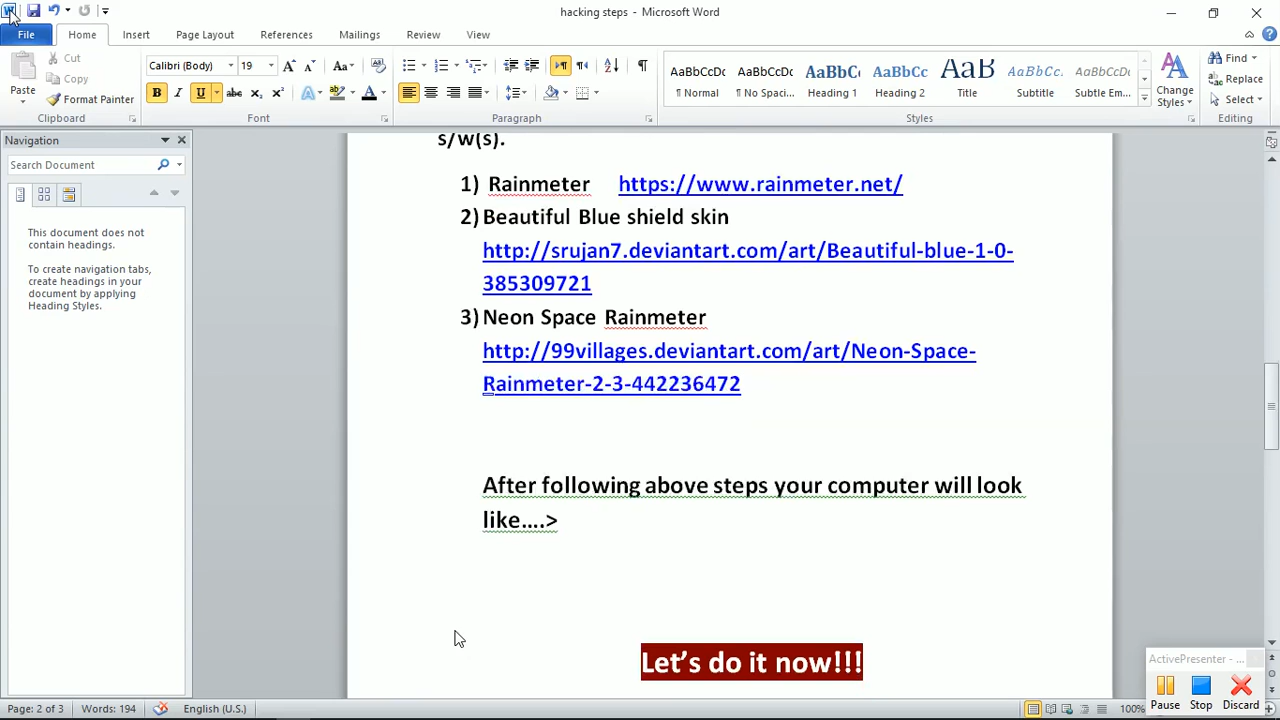 hacking steps - Microsoft Word
File Home Insert Page Layout References Mailings Review View
Cut
Copy
Format Painter
Paste
Clipboard
Calibri (Body) 19
Font
Paragraph
AaBbCcDc AaBbCcDc AaBbC AaBbCc AaB AaBbCc. AaBbCcDc
¶ Normal ¶ No Spaci... Heading 1 Heading 2 Title Subtitle Subtle Em...
Styles
Change Styles
Find
Replace
Select
Editing
Navigation
Search Document
This document does not
contain headings.
To create navigation tabs,
create headings in your
document by applying
Heading Styles.
s/w(s).
1) Rainmeter https://www.rainmeter.net/
2) Beautiful Blue shield skin
http://srujan7.deviantart.com/art/Beautiful-blue-1-0-
385309721
3) Neon Space Rainmeter
http://99villages.deviantart.com/art/Neon-Space-
Rainmeter-2-3-442236472
After following above steps your computer will look
like....>
Let's do it now!!!
ActivePresenter - ...
Pause Stop Discard
Page: 2 of 3 Words: 194 English (U.S.) 100%